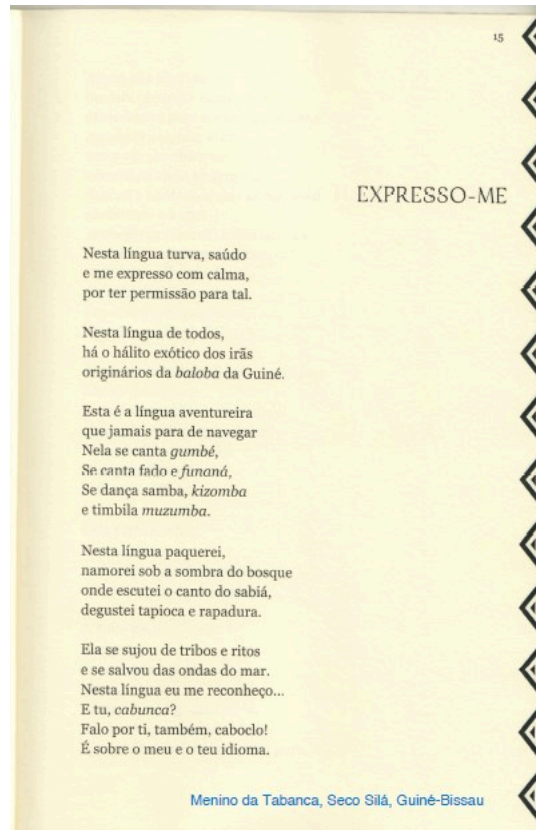 15
EXPRESSO-ME
Nesta língua turva, saúdo
e me expresso com calma,
por ter permissão para tal.
Nesta língua de todos,
há o hálito exótico dos irãs
originários da baloba da Guiné.
Esta é a língua aventureira
que jamais para de navegar
Nela se canta gumbé,
Se canta fado e funaná,
Se dança samba, kizomba
e timbila muzumba.
Nesta língua paquerei,
namorei sob a sombra do bosque
onde escutei o canto do sabiá,
degustei tapioca e rapadura.
Ela se sujou de tribos e ritos
e se salvou das ondas do mar.
Nesta língua eu me reconheço...
E tu, cabunca?
Falo por ti, também, caboclo!
É sobre o meu e o teu idioma.
Menino da Tabanca, Seco Silá, Guiné-Bissau